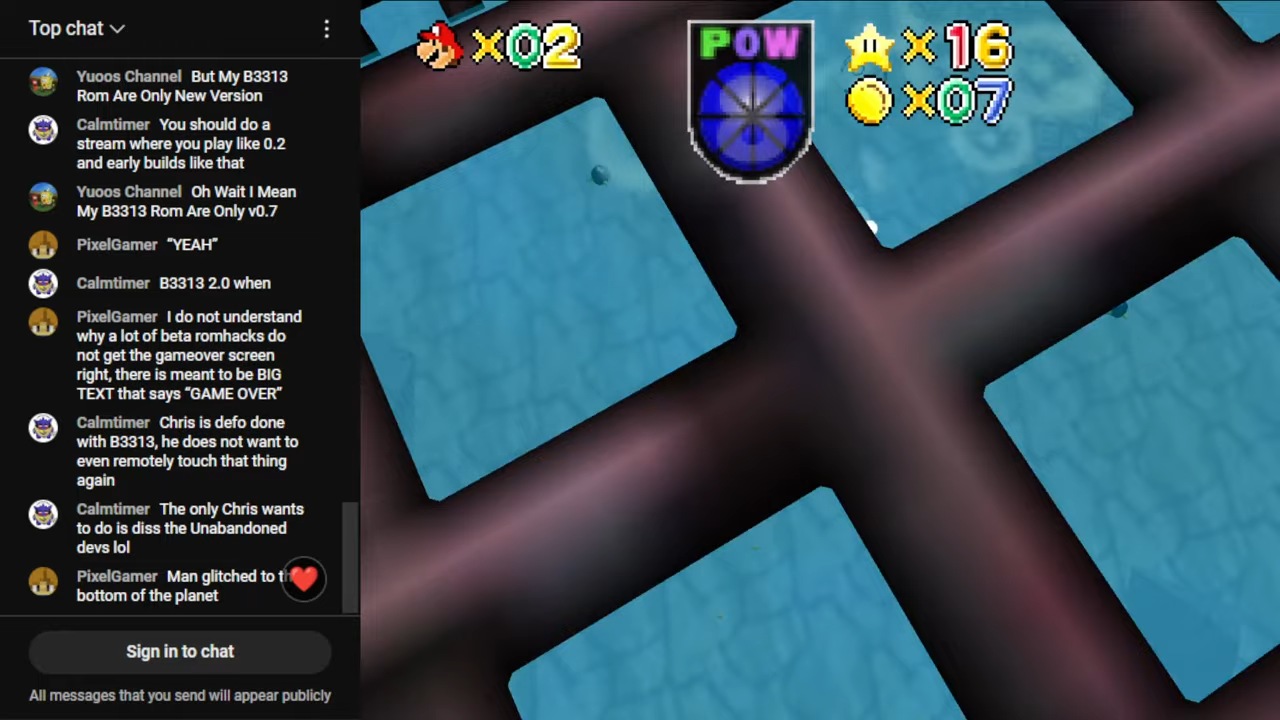 Top chat
Yuoos Channel But My B3313
Rom Are Only New Version
Calmtimer You should do a
stream where you play like 0.2
and early builds like that
Yuoos Channel Oh Wait I Mean
My B3313 Rom Are Only v0.7
PixelGamer “YEAH”
Calmtimer B3313 2.0 when
PixelGamer I do not understand
why a lot of beta romhacks do
not get the gameover screen
right, there is meant to be BIG
TEXT that says “GAME OVER”
Calmtimer Chris is defo done
with B3313, he does not want to
even remotely touch that thing
again
Calmtimer The only Chris wants
to do is diss the Unabandoned
devs lol
PixelGamer Man glitched to
bottom of the planet
Sign in to chat
All messages that you send will appear publicly
×02
POW
×16
×07